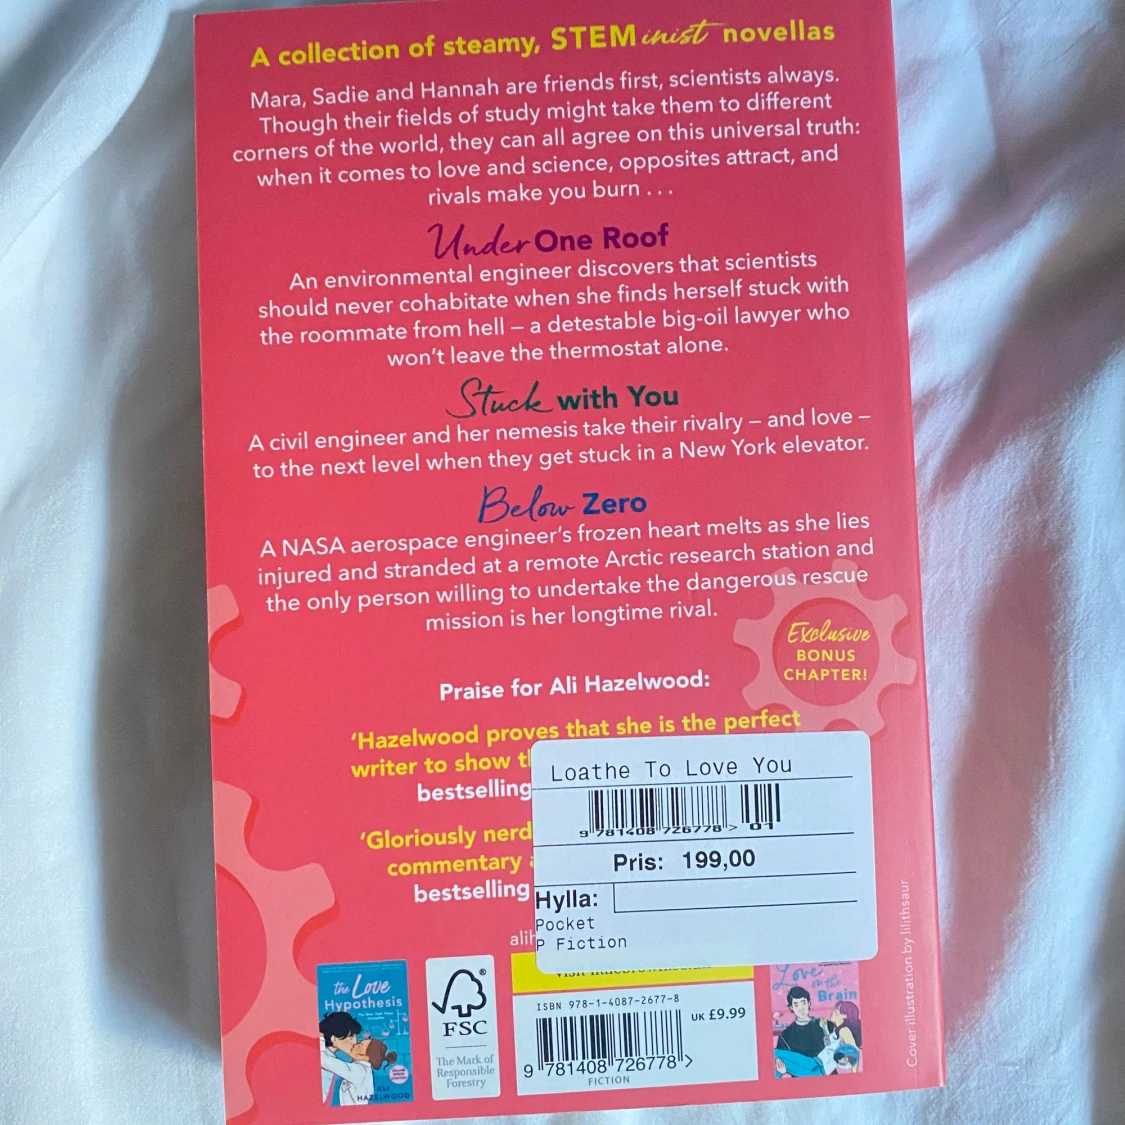 A collection of steamy, STEMinist novellas
Mara, Sadie and Hannah are friends first, scientists always.
Though their fields of study might take them to different
corners of the world, they can all agree on this universal truth:
when it comes to love and science, opposites attract, and
rivals make you burn . . .
Under One Roof
An environmental engineer discovers that scientists
should never cohabitate when she finds herself stuck with
the roommate from hell – a detestable big-oil lawyer who
won't leave the thermostat alone.
Stuck with You
A civil engineer and her nemesis take their rivalry – and love –
to the next level when they get stuck in a New York elevator.
Below Zero
A NASA aerospace engineer's frozen heart melts as she lies
injured and stranded at a remote Arctic research station and
the only person willing to undertake the dangerous rescue
mission is her longtime rival.
Exclusive
BONUS
CHAPTER!
Praise for Ali Hazelwood:
'Hazelwood proves that she is the perfect
writer to show
bestselling
'Gloriously nerd
commentary
bestselling
alih
Loathe To Love You
9 781408 726778 > 01
Pris: 199,00
Hylla:
Pocket
P Fiction
the Love
Hypothesis
ALI
HAZELWOOD
®
FSC
The Mark of
Responsible
Forestry
ISBN 978-1-4087-2677-8
UK £9.99
9 781408 726778 >
FICTION
Love
on the
Brain
Cover illustration by lilithsaur